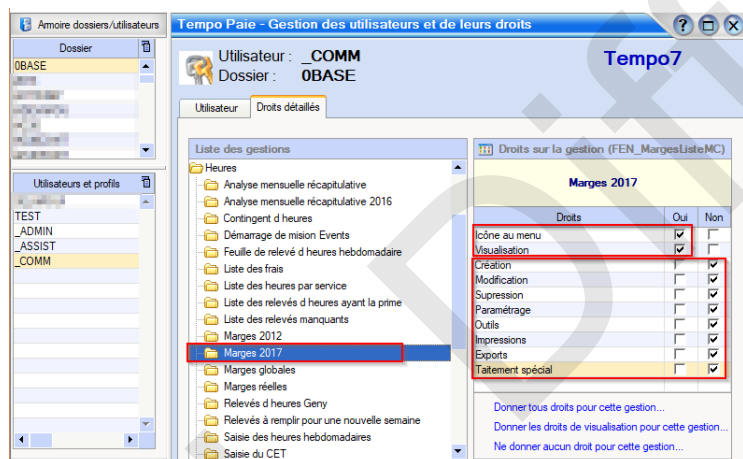 Armoire dossiers/utilisateurs
Dossier
0BASE
Utilisateurs et profils
TEST
_ADMIN
_ASSIST
_COMM
Tempo Paie - Gestion des utilisateurs et de leurs droits
Utilisateur : _COMM
Dossier : 0BASE
Tempo7
Utilisateur
Droits détaillés
Liste des gestions
Heures
Analyse mensuelle récapitulative
Analyse mensuelle récapitulative 2016
Contingent d heures
Démarrage de mision Events
Feuille de relevé d heures hebdomadaire
Liste des frais
Liste des heures par service
Liste des relevés d heures ayant la prime
Liste des relevés manquants
Marges 2012
Marges 2017
Marges globales
Marges réelles
Relevés d heures Geny
Relevés à remplir pour une nouvelle semaine
Saisie des heures hebdomadaires
Saisie du CET
Droits sur la gestion (FEN_MargesListeMC)
Marges 2017
Droits Oui Non
Icône au menu
Visualisation
Création
Modification
Supression
Paramétrage
Outils
Impressions
Exports
Taitement spécial
Donner tous droits pour cette gestion...
Donner les droits de visualisation pour cette gestion...
Ne donner aucun droit pour cette gestion...